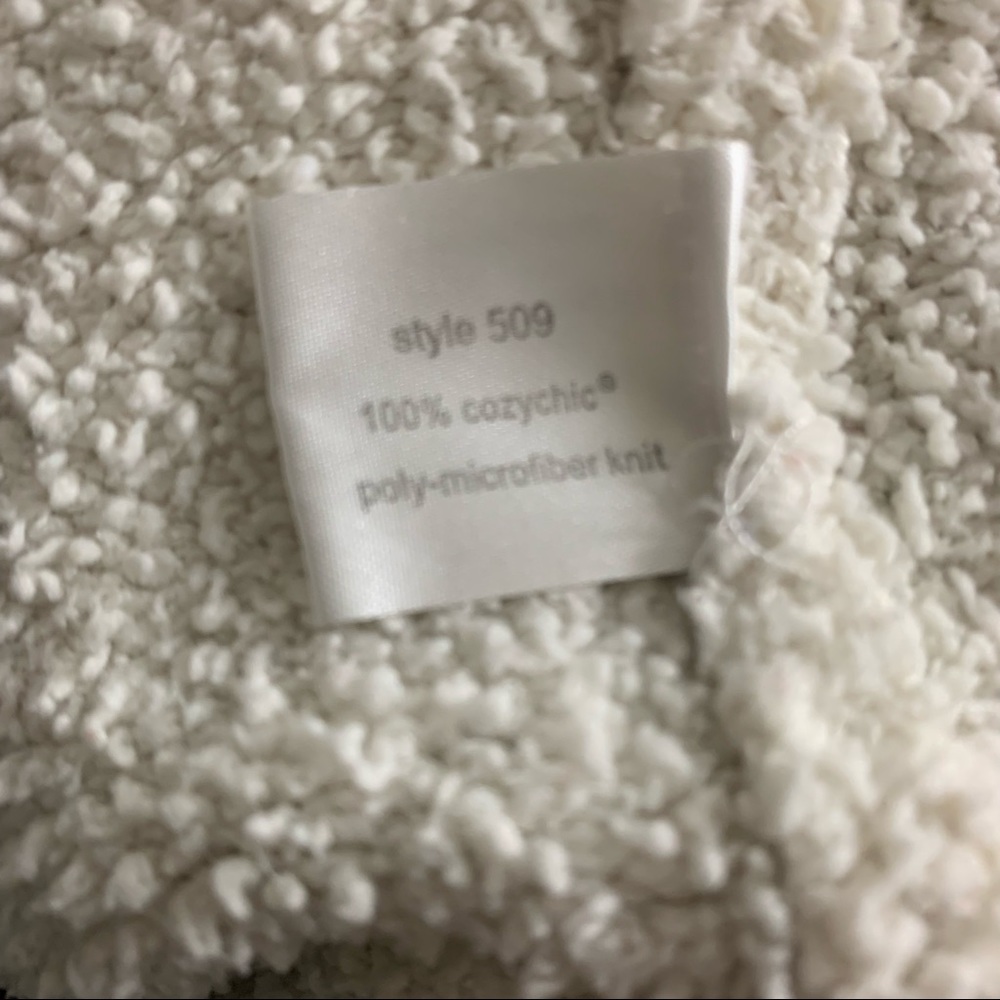 style 509
100% cozychic®
poly-microfiber knit